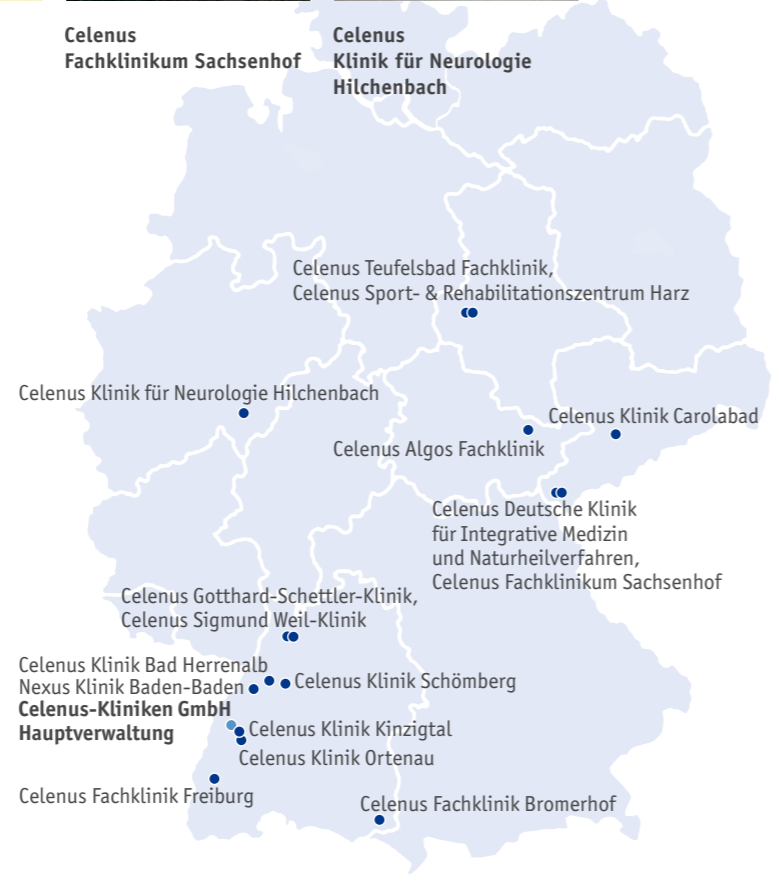 Celenus
Fachklinikum Sachsenhof
Celenus
Klinik für Neurologie
Hilchenbach
Celenus Teufelsbad Fachklinik,
Celenus Sport- & Rehabilitationszentrum Harz
Celenus Klinik für Neurologie Hilchenbach
Celenus Klinik Carolabad
Celenus Algos Fachklinik
Celenus Deutsche Klinik
für Integrative Medizin
und Naturheilverfahren,
Celenus Fachklinikum Sachsenhof
Celenus Gotthard-Schettler-Klinik,
Celenus Sigmund Weil-Klinik
Celenus Klinik Bad Herrenalb
Celenus Klinik Schömberg
Nexus Klinik Baden-Baden
Celenus-Kliniken GmbH
Hauptverwaltung
Celenus Klinik Kinzigtal
Celenus Klinik Ortenau
Celenus Fachklinik Freiburg
Celenus Fachklinik Bromerhof